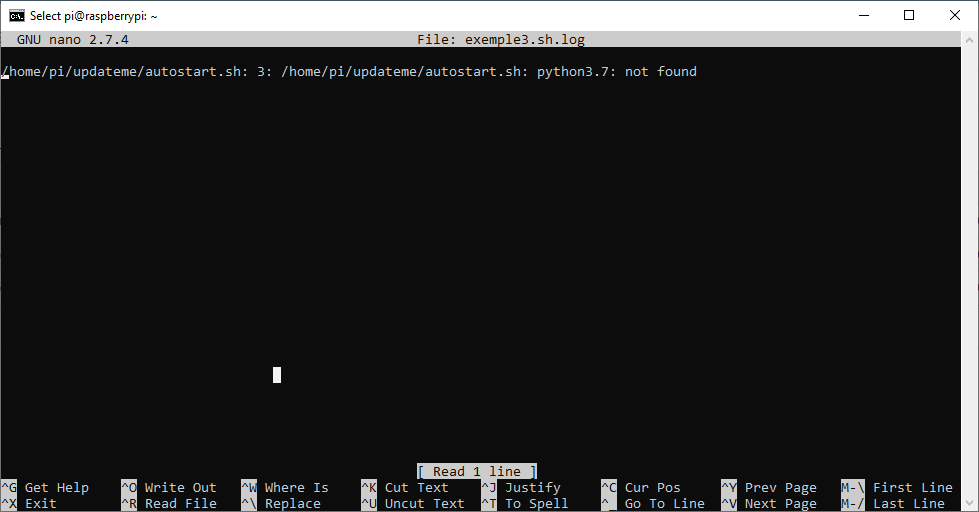 Select pi@raspberrypi: ~
GNU nano 2.7.4 File: exemple3.sh.log
/home/pi/updateme/autostart.sh: 3: /home/pi/updateme/autostart.sh: python3.7: not found
[ Read 1 line ]
^G Get Help ^O Write Out ^W Where Is ^K Cut Text ^J Justify ^C Cur Pos ^Y Prev Page M-\ First Line
^X Exit ^R Read File ^\ Replace ^U Uncut Text ^T To Spell ^_ Go To Line ^V Next Page M-/ Last Line